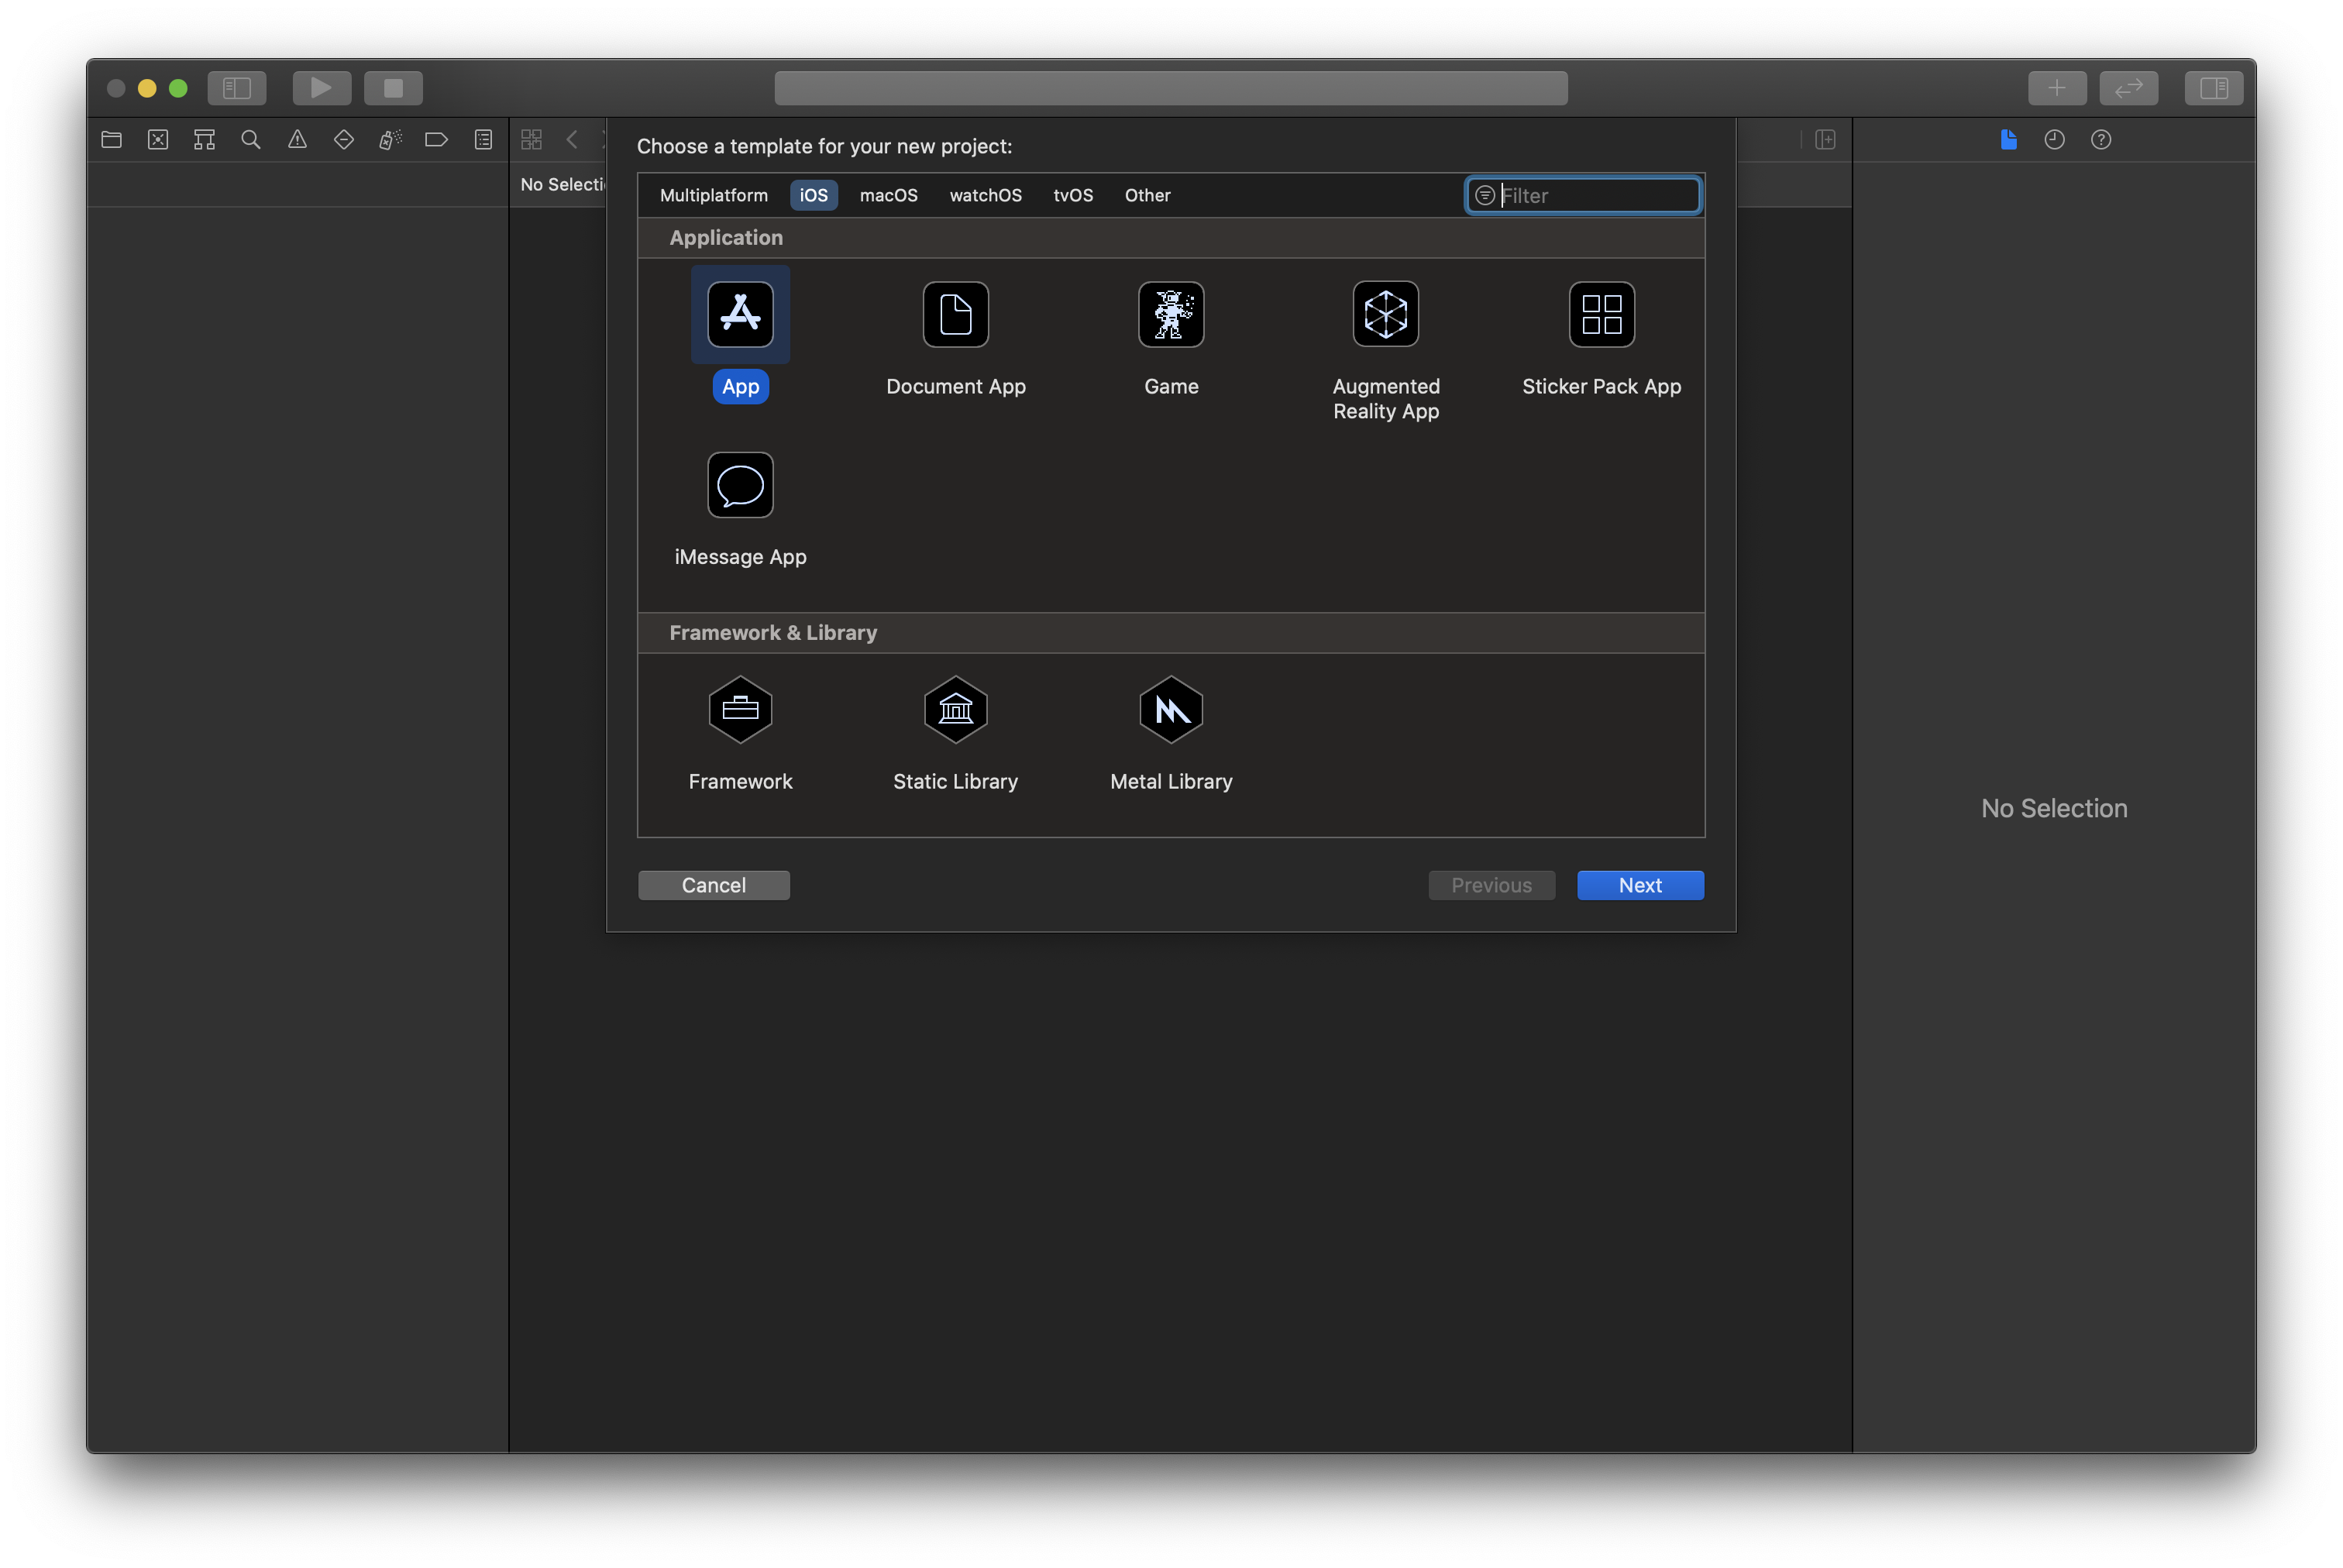 No Selecti
Choose a template for your new project:
Multiplatform iOS macOS watchOS tvOS Other Filter
Application
App Document App Game Augmented Reality App Sticker Pack App
iMessage App
Framework & Library
Framework Static Library Metal Library
Cancel Previous Next
No Selection